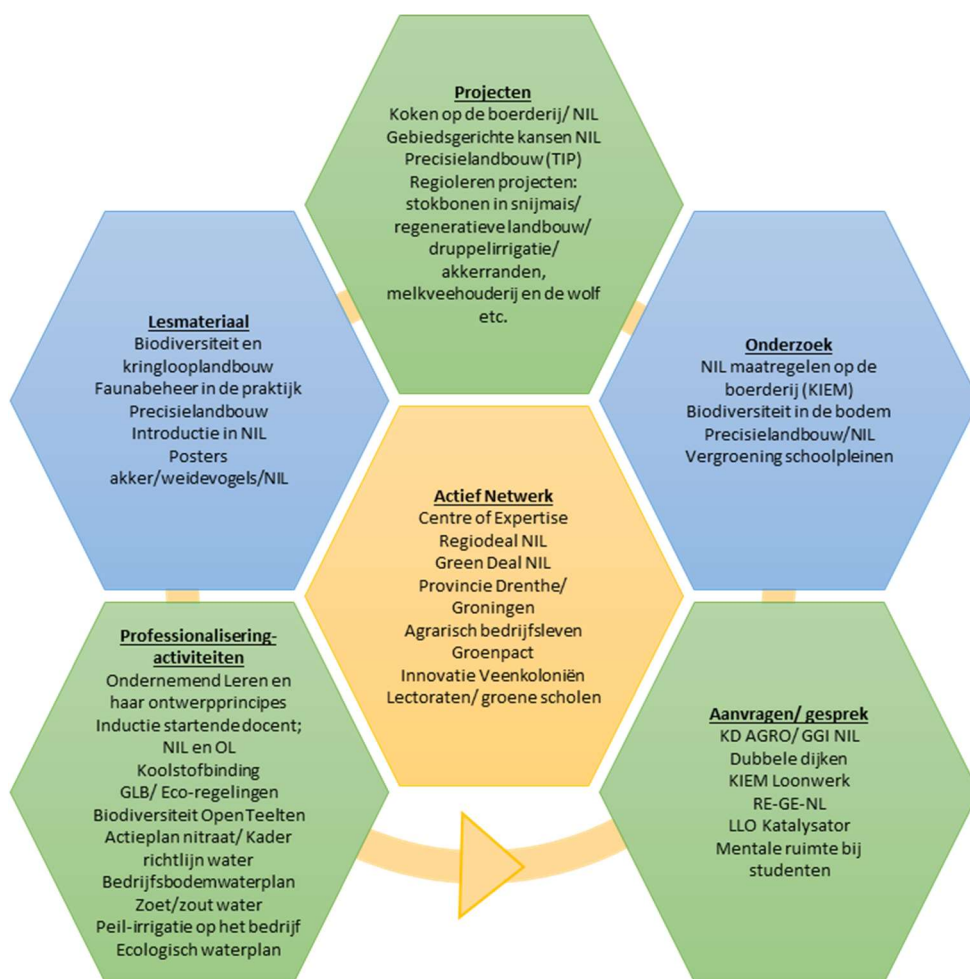 Projecten
Koken op de boerderij/ NIL
Gebiedsgerichte kansen NIL
Precisielandbouw (TIP)
Regioleren projecten:
stokbonen in snijmais/
regeneratieve landbouw/
druppelirrigatie/
akkerranden,
melkveehouderij en de wolf
etc.
Lesmateriaal
Biodiversiteit en
kringlooplandbouw
Faunabeheer in de praktijk
Precisielandbouw
Introductie in NIL
Posters
akker/weidevogels/NIL
Onderzoek
NIL maatregelen op de
boerderij (KIEM)
Biodiversiteit in de bodem
Precisielandbouw/NIL
Vergroening schoolpleinen
Actief Netwerk
Centre of Expertise
Regiodeal NIL
Green Deal NIL
Provincie Drenthe/
Groningen
Agrarisch bedrijfsleven
Groenpact
Innovatie Veenkoloniën
Lectoraten/ groene scholen
Professionalisering-
activiteiten
Ondernemend Leren en
haar ontwerpprincipes
Inductie startende docent;
NIL en OL
Koolstofbinding
GLB/ Eco-regelingen
Biodiversiteit Open Teelten
Actieplan nitraat/ Kader
richtlijn water
Bedrijfsbodemwaterplan
Zoet/zout water
Peil-irrigatie op het bedrijf
Ecologisch waterplan
Aanvragen/ gesprek
KD AGRO/ GGI NIL
Dubbele dijken
KIEM Loonwerk
RE-GE-NL
LLO Katalysator
Mentale ruimte bij
studenten